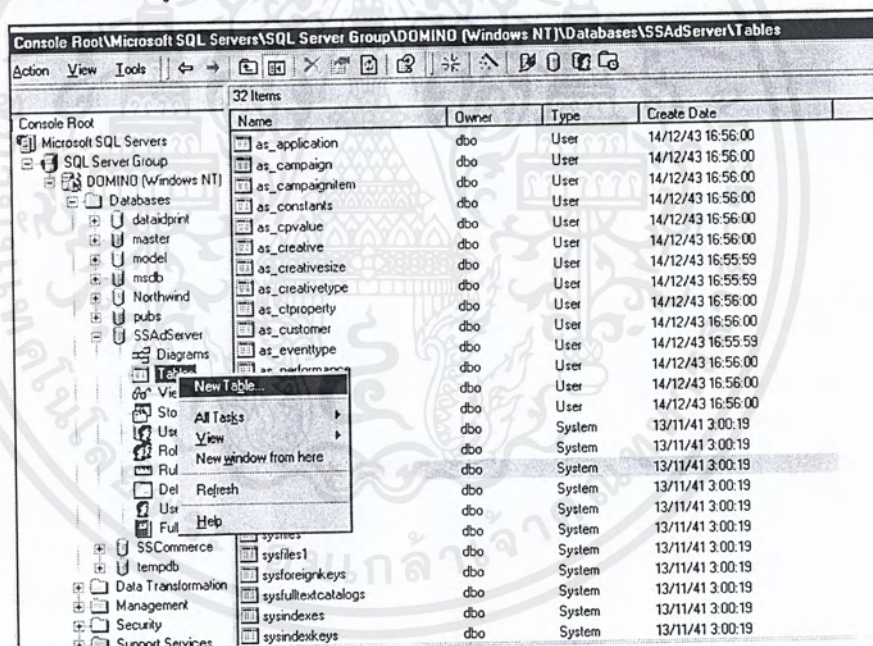 Console Root\Microsoft SQL Servers\SQL Server Group\DOMINO (Windows NT)\Databases\SSAdServer\Tables
Action View Tools
32 Items
Console Root
Microsoft SQL Servers
SQL Server Group
DOMINO (Windows NT)
Databases
dataidprint
master
model
msdb
Northwind
pubs
SSAdServer
Diagrams
Tables
Vie
Sto
Use
Rol
Rul
Def
Use
Full
SSCommerce
tempdb
Data Transformation
Management
Security
Support Services
New Table...
All Tasks
View
New window from here
Refresh
Help
Name Owner Type Create Date
as_application dbo User 14/12/43 16:56:00
as_campaign dbo User 14/12/43 16:56:00
as_campaignitem dbo User 14/12/43 16:56:00
as_constants dbo User 14/12/43 16:56:00
as_cpvalue dbo User 14/12/43 16:56:00
as_creative dbo User 14/12/43 16:56:00
as_creativesize dbo User 14/12/43 16:55:59
as_creativetype dbo User 14/12/43 16:55:59
as_ctproperty dbo User 14/12/43 16:56:00
as_customer dbo User 14/12/43 16:56:00
as_eventtype dbo User 14/12/43 16:55:59
as_performance dbo User 14/12/43 16:56:00
dbo User 14/12/43 16:56:00
dbo User 14/12/43 16:56:00
dbo System 13/11/41 3:00:19
dbo System 13/11/41 3:00:19
dbo System 13/11/41 3:00:19
dbo System 13/11/41 3:00:19
dbo System 13/11/41 3:00:19
sysfiles dbo System 13/11/41 3:00:19
sysfiles1 dbo System 13/11/41 3:00:19
sysforeignkeys dbo System 13/11/41 3:00:19
sysfulltextcatalogs dbo System 13/11/41 3:00:19
sysindexes dbo System 13/11/41 3:00:19
sysindexkeys dbo System 13/11/41 3:00:19